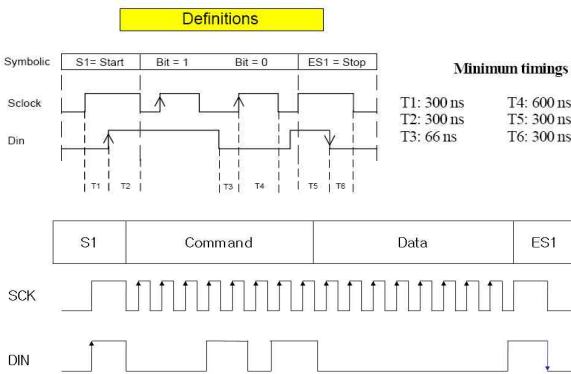 Definitions
Symbolic S1= Start Bit = 1 Bit = 0 ES1 = Stop
Minimum timings
Sclock
T1: 300 ns T4: 600 ns
T2: 300 ns T5: 300 ns
T3: 66 ns T6: 300 ns
Din
T1 T2 T3 T4 T5 T6
S1 Command Data ES1
SCK
DIN